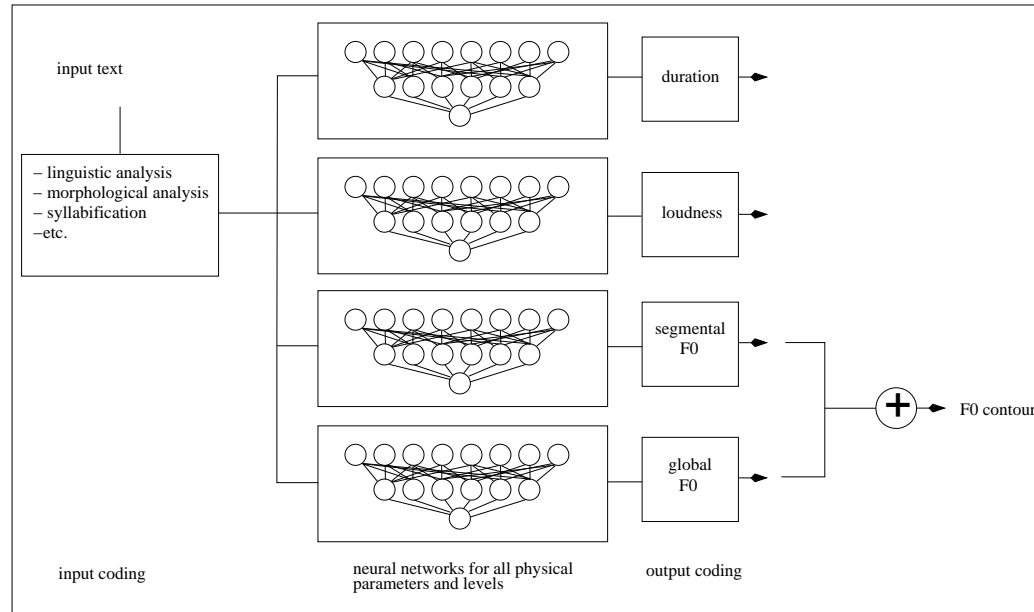 input text
– linguistic analysis
– morphological analysis
– syllabification
–etc.
duration
loudness
segmental
F0
global
F0
+
F0 contour
input coding
neural networks for all physical
parameters and levels
output coding